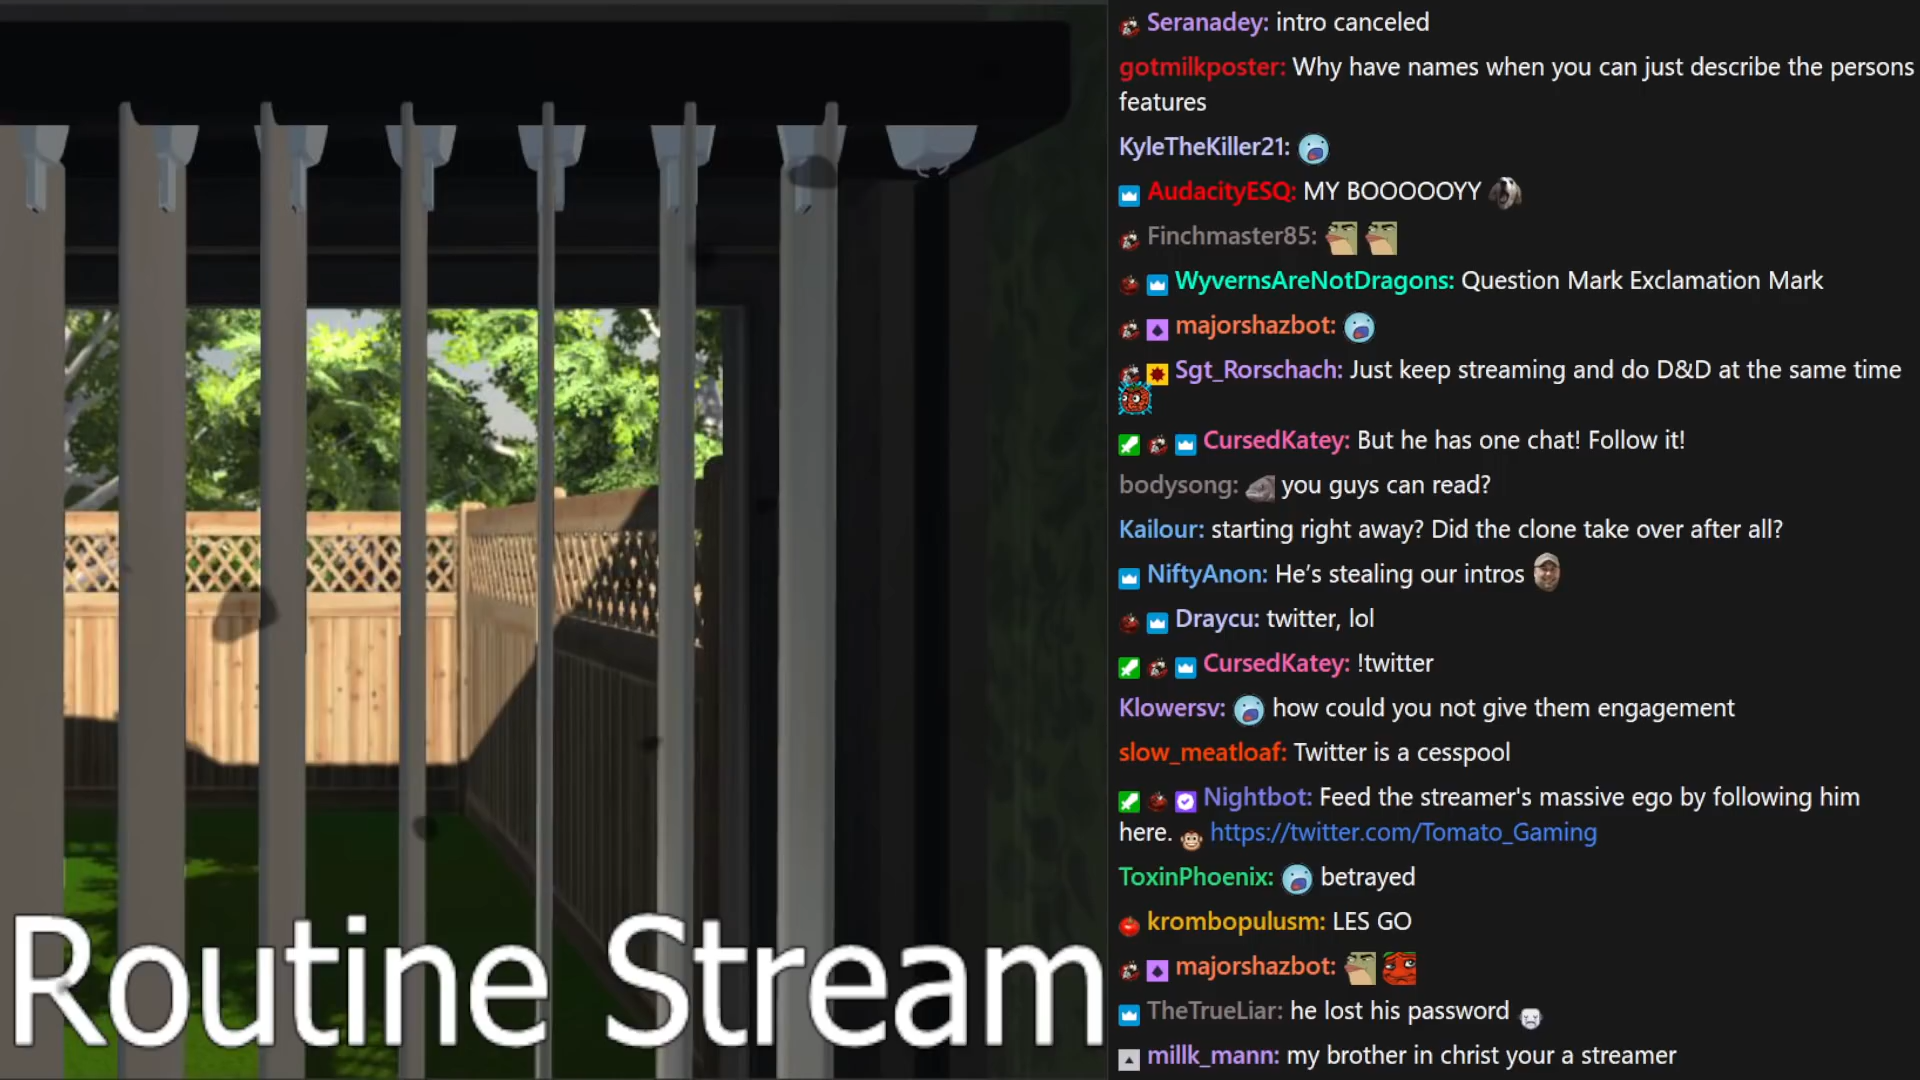 Seranadey: intro canceled
gotmilkposter: Why have names when you can just describe the persons
features
KyleTheKiller21:
AudacityESQ: MY BOOOOOYY
Finchmaster85:
WyvernsAreNotDragons: Question Mark Exclamation Mark
majorshazbot:
Sgt_Rorschach: Just keep streaming and do D&D at the same time
CursedKatey: But he has one chat! Follow it!
bodysong: you guys can read?
Kailour: starting right away? Did the clone take over after all?
NiftyAnon: He’s stealing our intros
Draycu: twitter, lol
CursedKatey: !twitter
Klowersv: how could you not give them engagement
slow_meatloaf: Twitter is a cesspool
Nightbot: Feed the streamer's massive ego by following him
here. https://twitter.com/Tomato_Gaming
ToxinPhoenix: betrayed
krombopulusm: LES GO
majorshazbot:
TheTrueLiar: he lost his password
millk_mann: my brother in christ your a streamer
Routine Stream